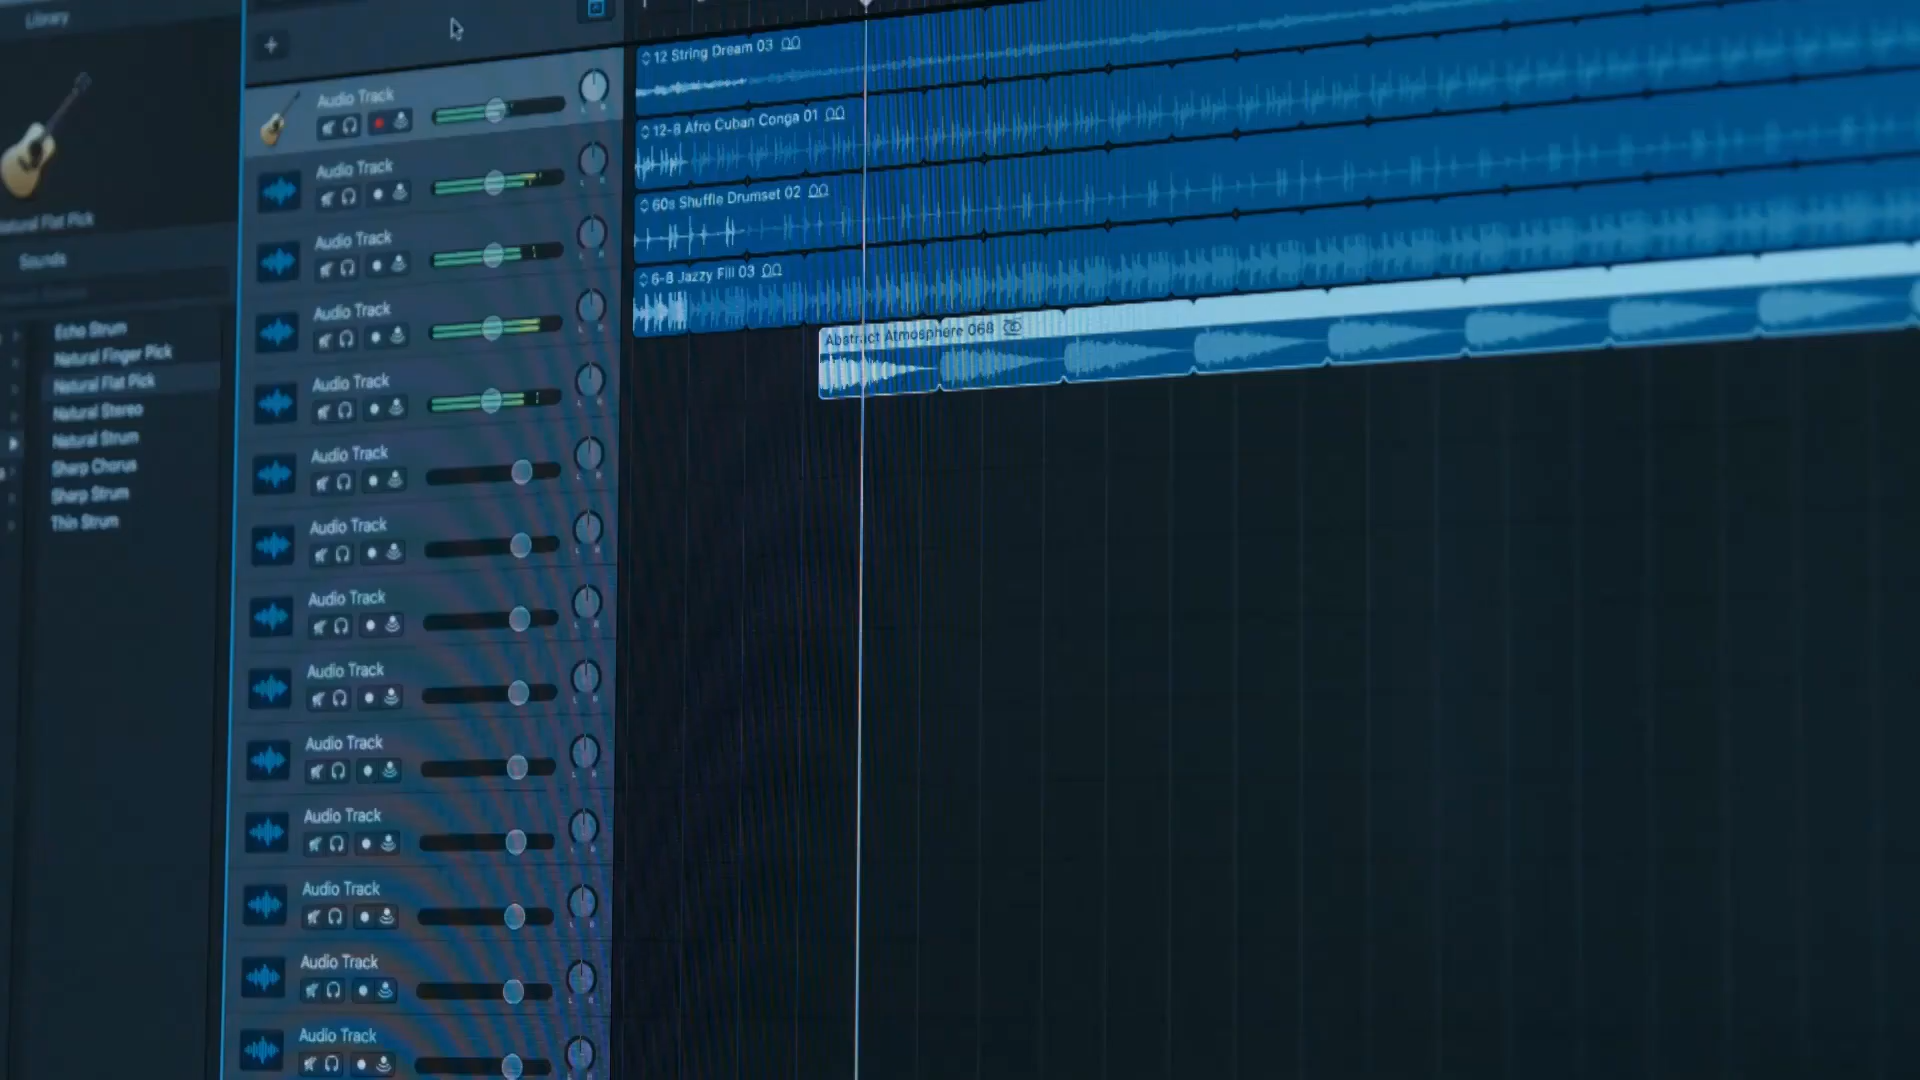 Library
Natural Flat Pick
Sounds
Echo Strum
Natural Finger Pick
Natural Flat Pick
Natural Stereo
Natural Strum
Sharp Chorus
Sharp Strum
Thin Strum
Audio Track
Audio Track
Audio Track
Audio Track
Audio Track
Audio Track
Audio Track
Audio Track
Audio Track
Audio Track
Audio Track
Audio Track
Audio Track
Audio Track
12 String Dream 03
12-8 Afro Cuban Conga 01
60s Shuffle Drumset 02
6-8 Jazzy Fill 03
Abstract Atmosphere 068